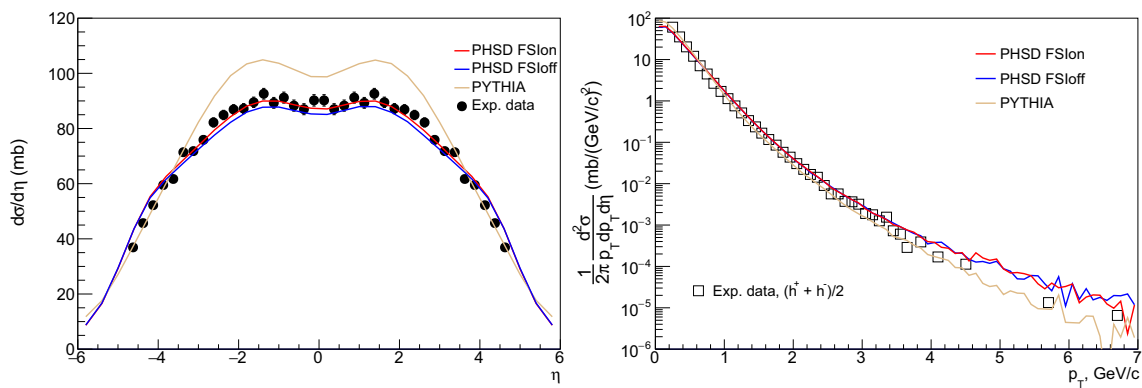 dσ/dη (mb)
120
100
80
60
40
20
0
−6 −4 −2 0 2 4 6
η
PHSD FSIon
PHSD FSIoff
PYTHIA
Exp. data
1/2π d²σ/p_T dp_T dη (mb/(GeV/c)²)
10²
10
1
10⁻¹
10⁻²
10⁻³
10⁻⁴
10⁻⁵
10⁻⁶
0 1 2 3 4 5 6 7
p_T, GeV/c
PHSD FSIon
PHSD FSIoff
PYTHIA
Exp. data, (h⁺ + h⁻)/2